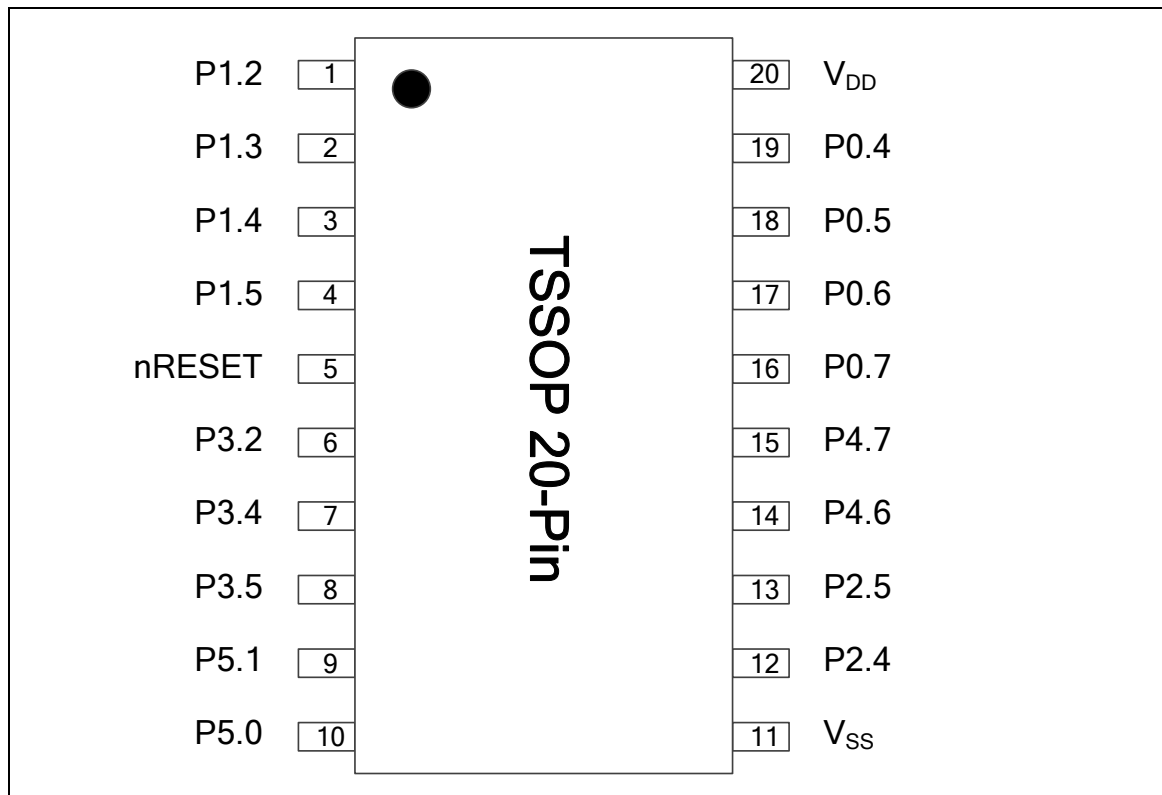 P1.2 1 20 VDD
P1.3 2 19 P0.4
P1.4 3 18 P0.5
P1.5 4 17 P0.6
nRESET 5 16 P0.7
P3.2 6 15 P4.7
P3.4 7 14 P4.6
P3.5 8 13 P2.5
P5.1 9 12 P2.4
P5.0 10 11 VSS
TSSOP 20-Pin